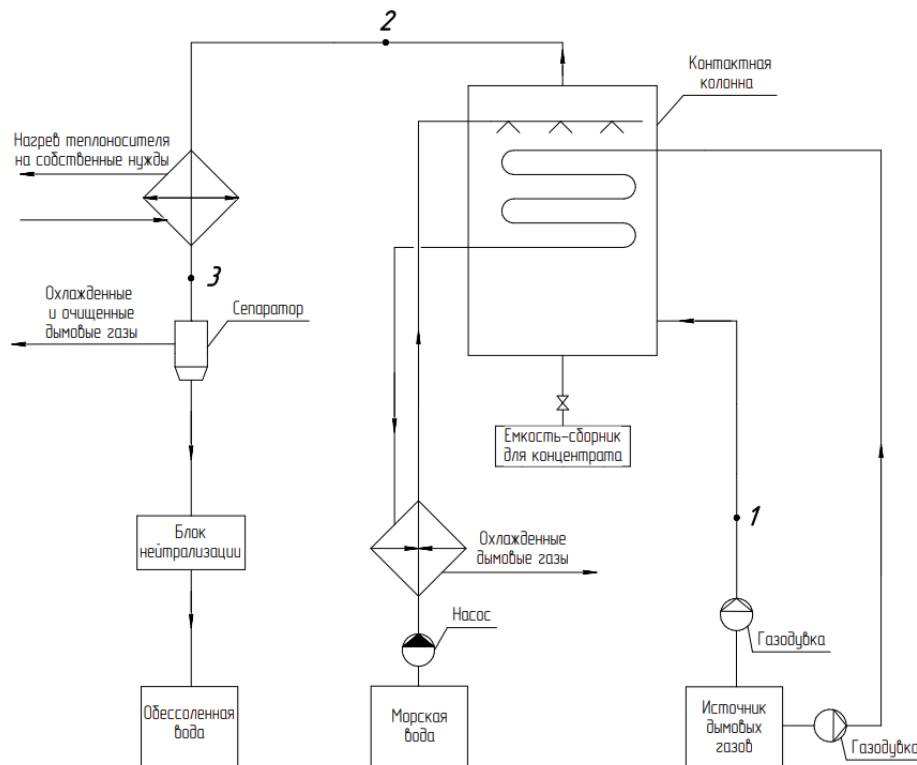 2
Контактная
колонна
Нагрев теплоносителя
на собственные нужды
3
Охлажденные
и очищенные
дымовые газы
Сепаратор
Емкость-сборник
для концентрата
1
Блок
нейтрализации
Охлажденные
дымовые газы
Насос
Газодувка
Обессоленная
вода
Морская
вода
Источник
дымовых
газов
Газодувка